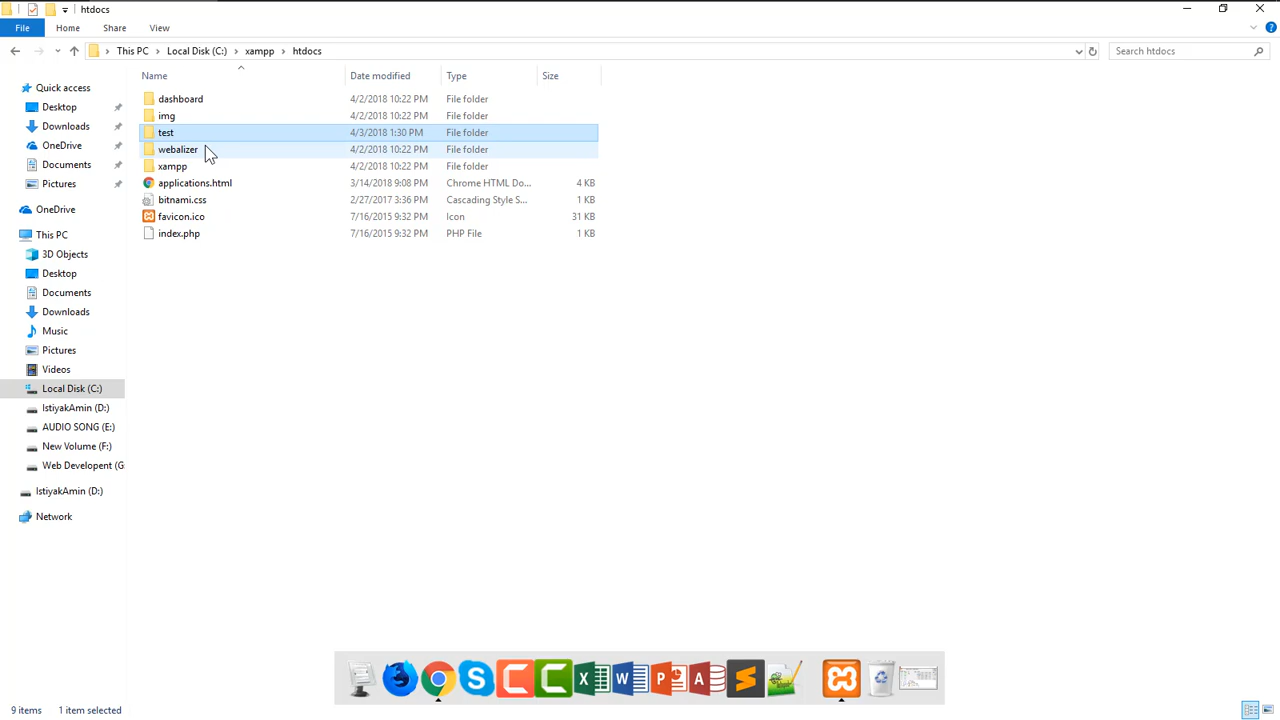 htdocs
File Home Share View
This PC Local Disk (C:) xampp htdocs Search htdocs
Name Date modified Type Size
Quick access
Desktop
Downloads
OneDrive
Documents
Pictures
OneDrive
This PC
3D Objects
Desktop
Documents
Downloads
Music
Pictures
Videos
Local Disk (C:)
IstiyakAmin (D:)
AUDIO SONG (E:)
New Volume (F:)
Web Developent (G
IstiyakAmin (D:)
Network
dashboard 4/2/2018 10:22 PM File folder
img 4/2/2018 10:22 PM File folder
test 4/3/2018 1:30 PM File folder
webalizer 4/2/2018 10:22 PM File folder
xampp 4/2/2018 10:22 PM File folder
applications.html 3/14/2018 9:08 PM Chrome HTML Do... 4 KB
bitnami.css 2/27/2017 3:36 PM Cascading Style S... 1 KB
favicon.ico 7/16/2015 9:32 PM Icon 31 KB
index.php 7/16/2015 9:32 PM PHP File 1 KB
9 items 1 item selected